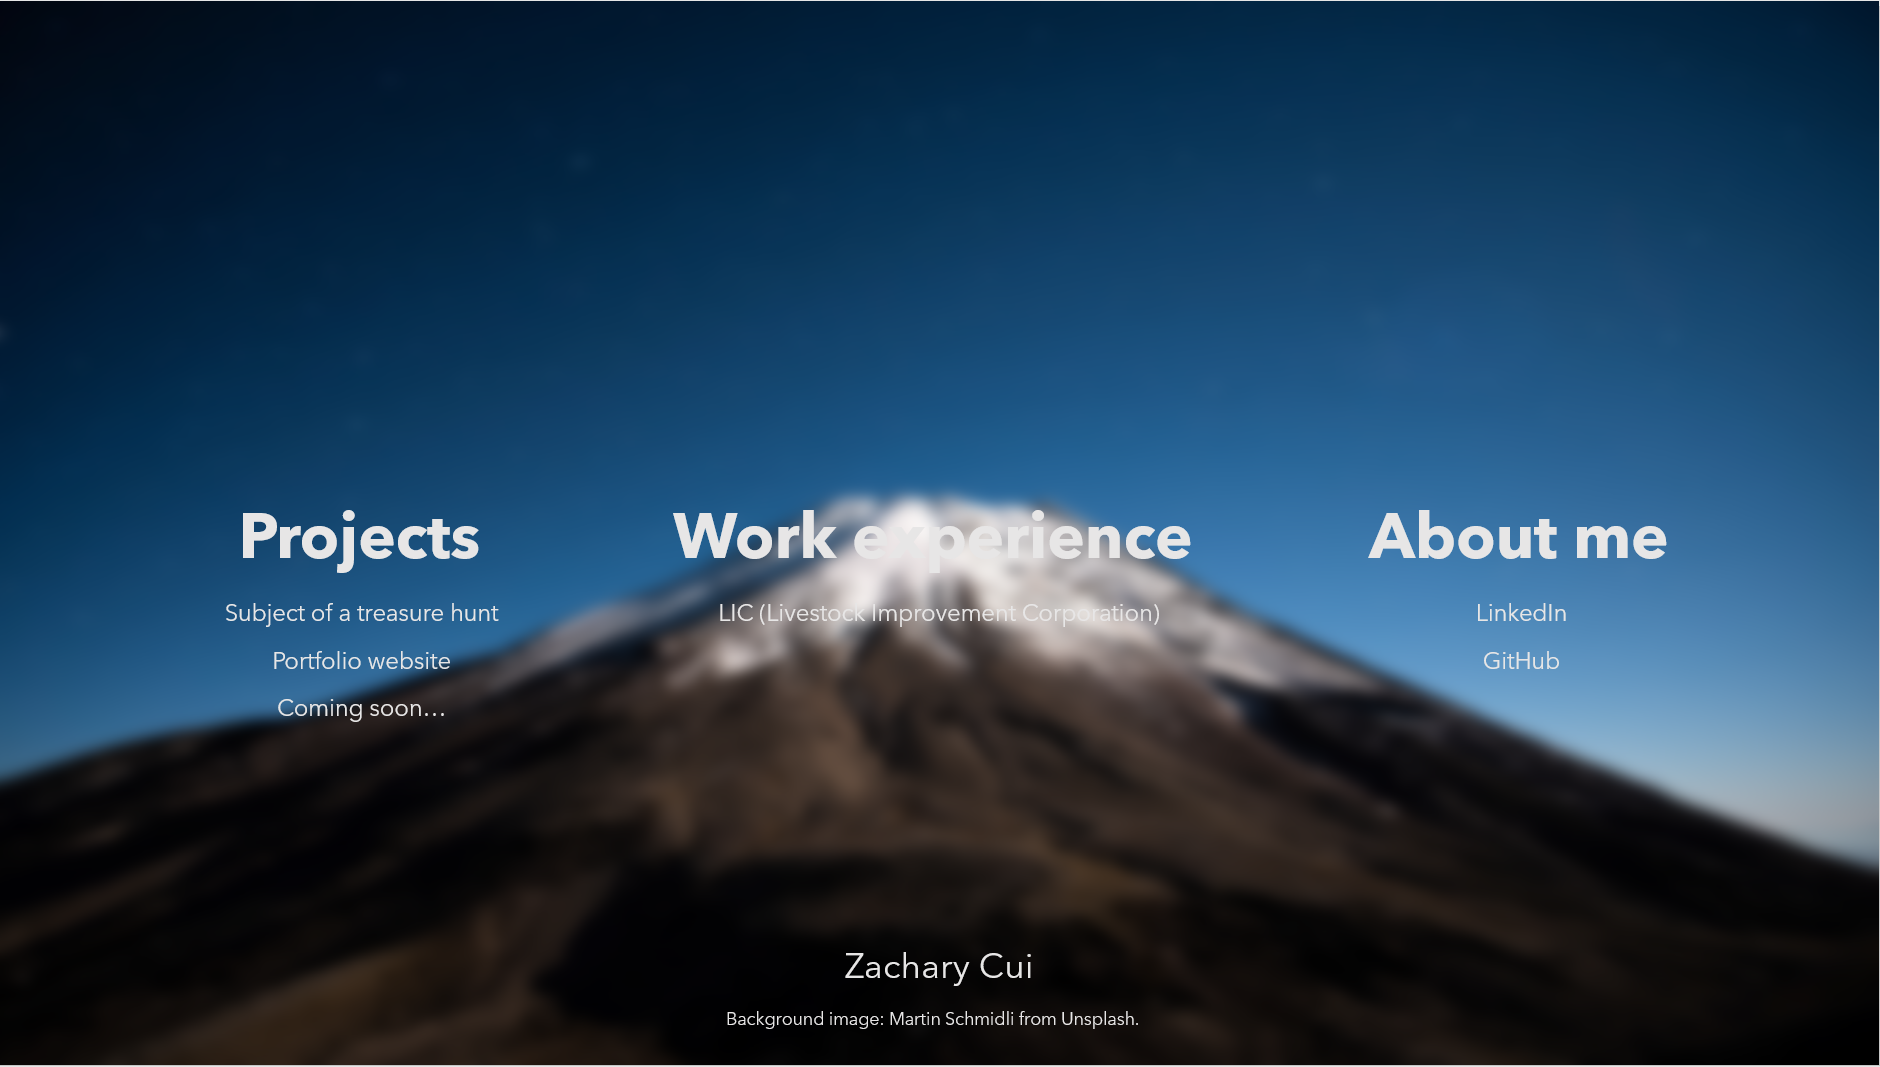 Projects
Subject of a treasure hunt
Portfolio website
Coming soon…
Work experience
LIC (Livestock Improvement Corporation)
About me
LinkedIn
GitHub
Zachary Cui
Background image: Martin Schmidli from Unsplash.